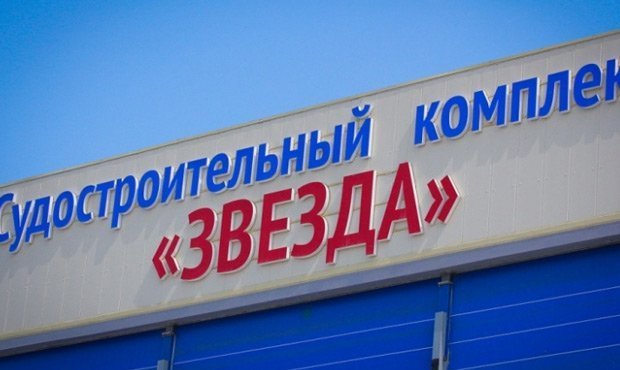 Судостроительный комплек
«ЗВЕЗДА»